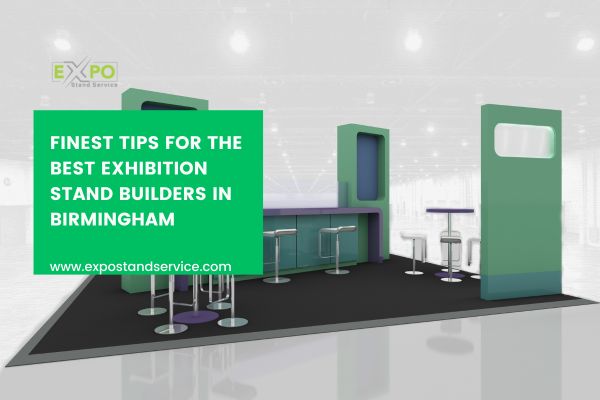 EXPO
Stand Service
FINEST TIPS FOR THE
BEST EXHIBITION
STAND BUILDERS IN
BIRMINGHAM
www.expostandservice.com